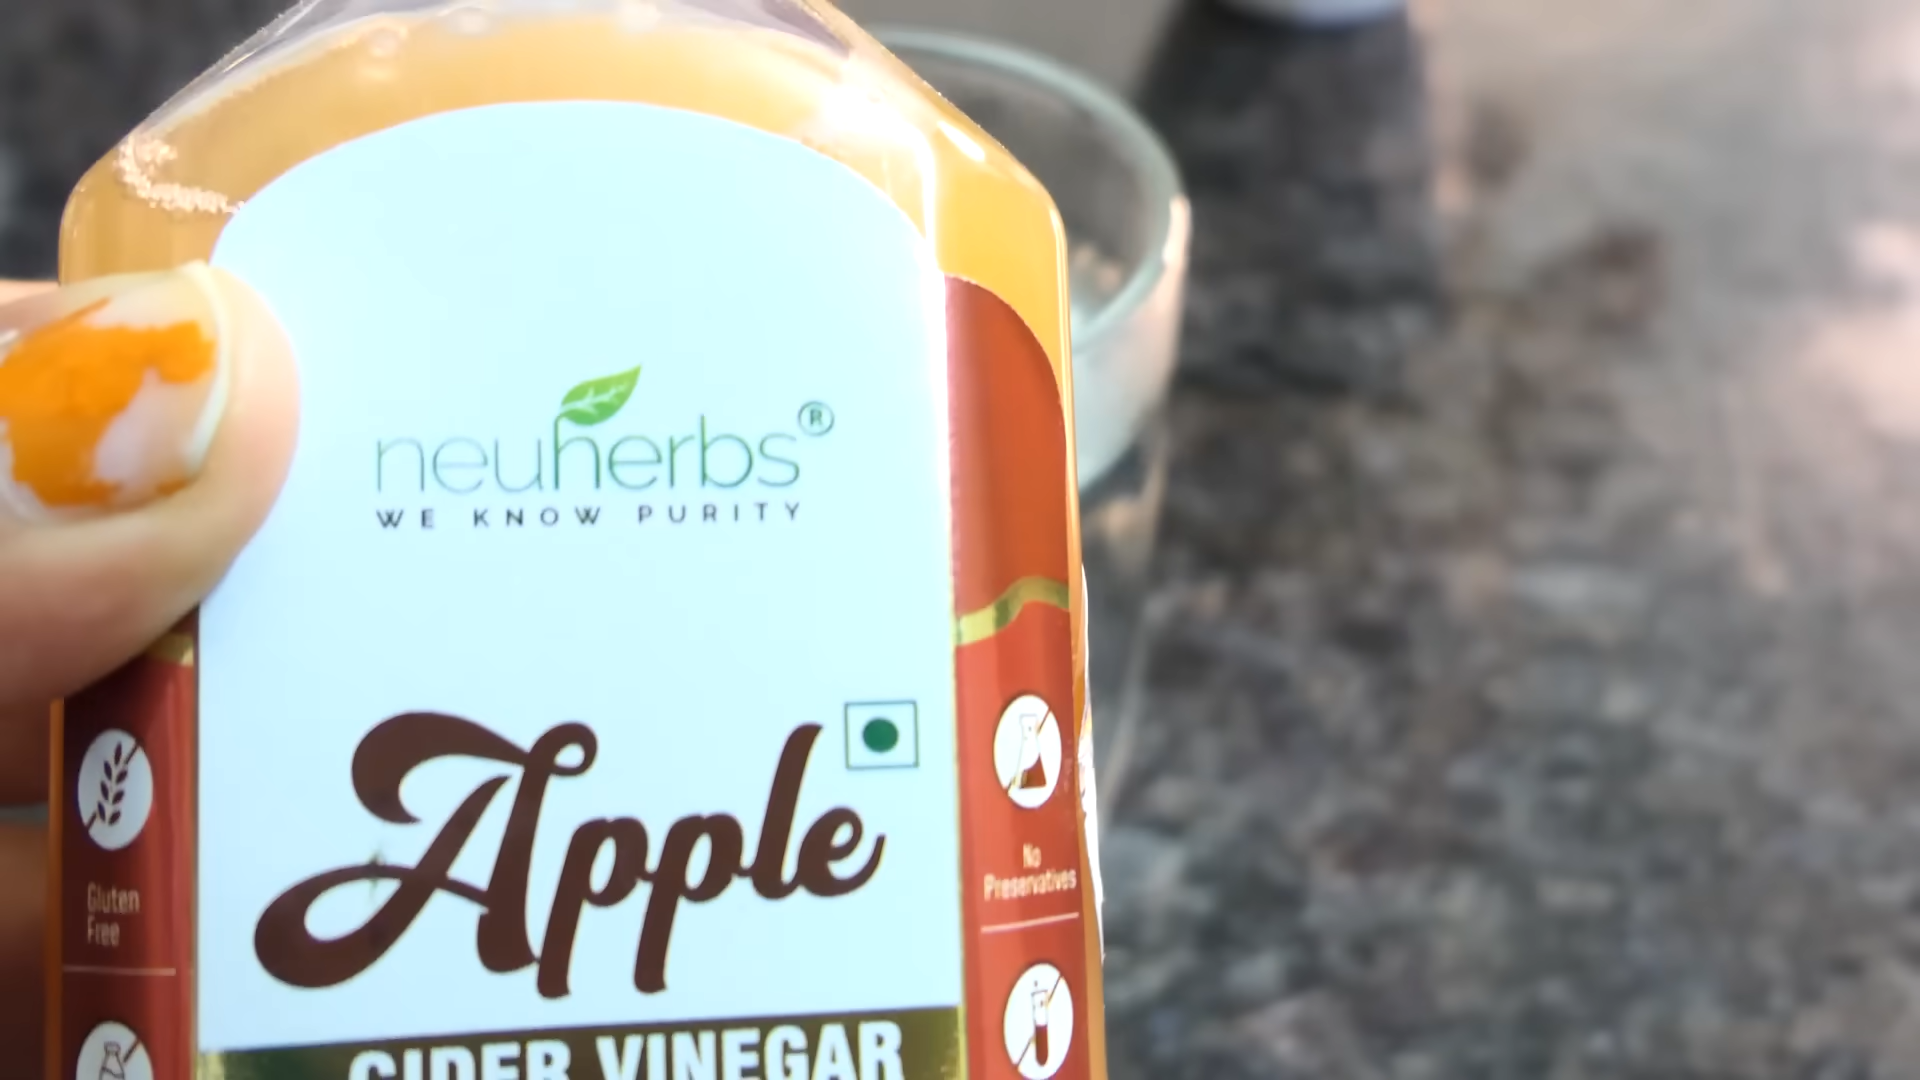 neuherbs®
WE KNOW PURITY
Apple
CIDER VINEGAR
Gluten
Free
No
Preservatives